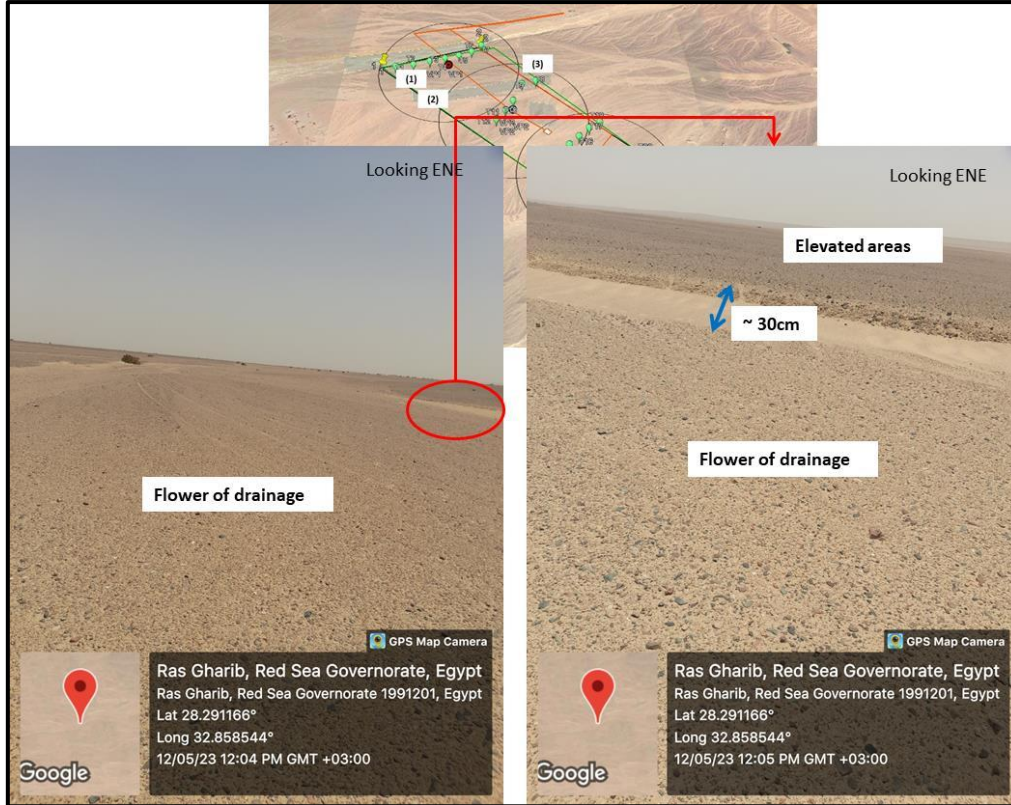 1
2
(1)
(2)
(3)
Looking ENE
Flower of drainage
GPS Map Camera
Ras Gharib, Red Sea Governorate, Egypt
Ras Gharib, Red Sea Governorate 1991201, Egypt
Lat 28.291166°
Long 32.858544°
12/05/23 12:04 PM GMT +03:00
Google
Looking ENE
Elevated areas
~ 30cm
Flower of drainage
GPS Map Camera
Ras Gharib, Red Sea Governorate, Egypt
Ras Gharib, Red Sea Governorate 1991201, Egypt
Lat 28.291166°
Long 32.858544°
12/05/23 12:05 PM GMT +03:00
Google